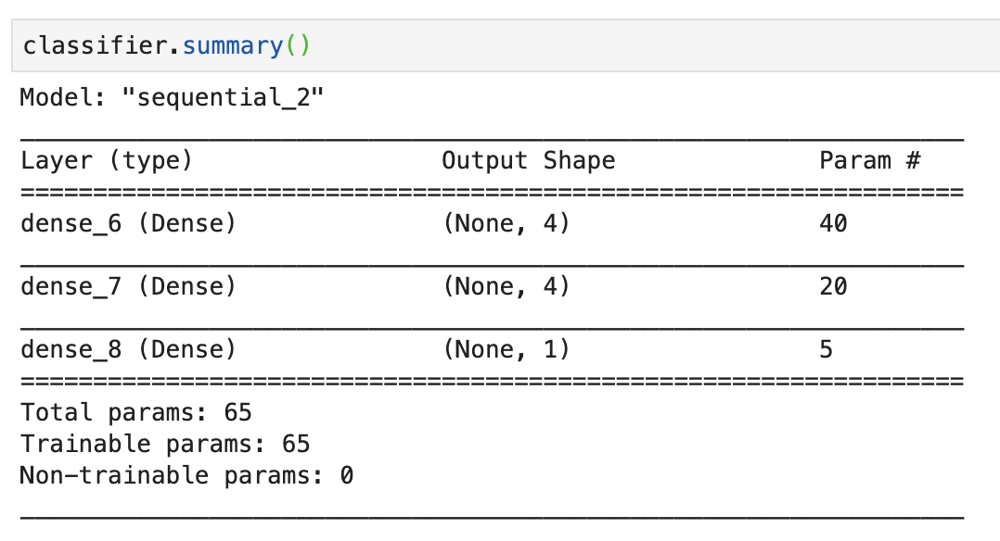 classifier.summary()
Model: "sequential_2"
_________________________________________________________________
Layer (type)                 Output Shape              Param #
=================================================================
dense_6 (Dense)              (None, 4)                 40
_________________________________________________________________
dense_7 (Dense)              (None, 4)                 20
_________________________________________________________________
dense_8 (Dense)              (None, 1)                 5
=================================================================
Total params: 65
Trainable params: 65
Non-trainable params: 0
_________________________________________________________________